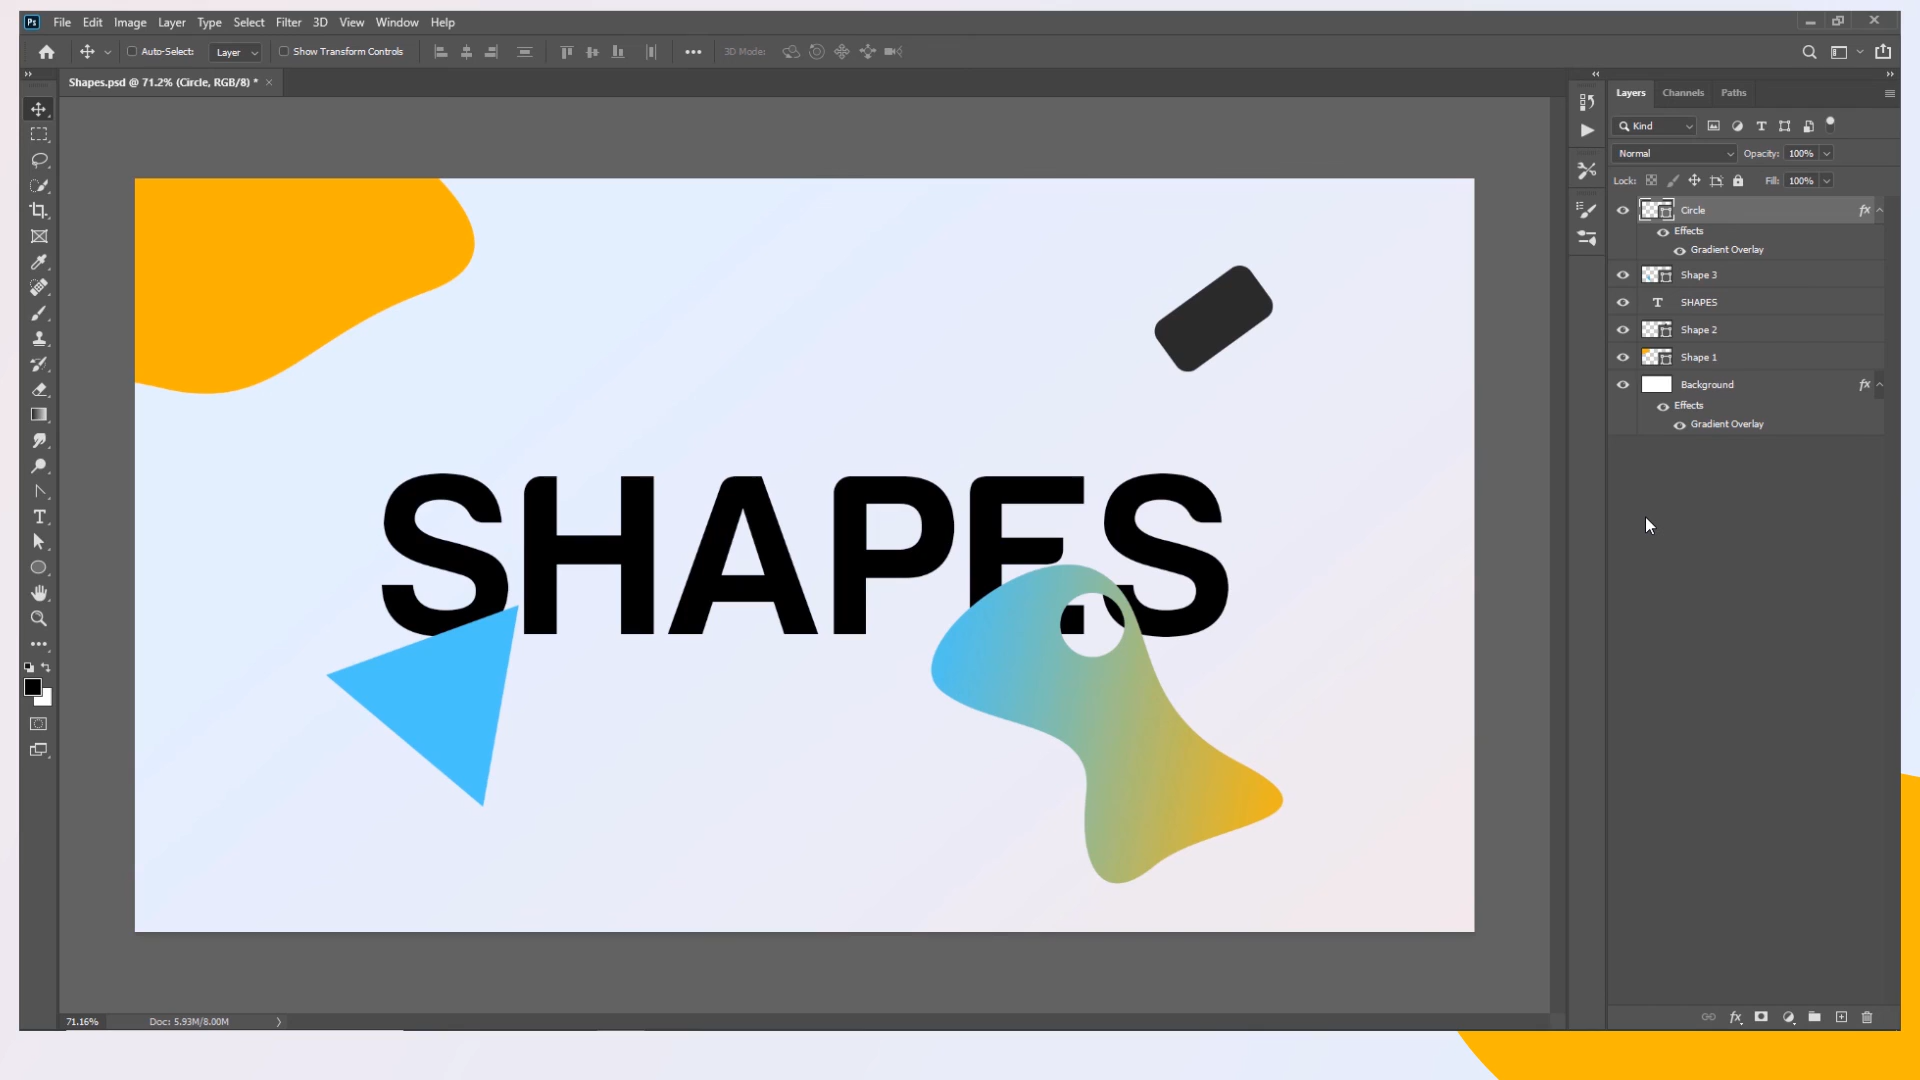 Ps File Edit Image Layer Type Select Filter 3D View Window Help
Auto-Select: Layer Show Transform Controls 3D Mode:
Shapes.psd @ 71.2% (Circle, RGB/8) *
Layers Channels Paths
Kind
Normal Opacity: 100%
Lock: Fill: 100%
Circle fx
Effects
Gradient Overlay
Shape 3
T SHAPES
Shape 2
Shape 1
Background fx
Effects
Gradient Overlay
SHAPES
71.16% Doc: 5.93M/8.00M
fx